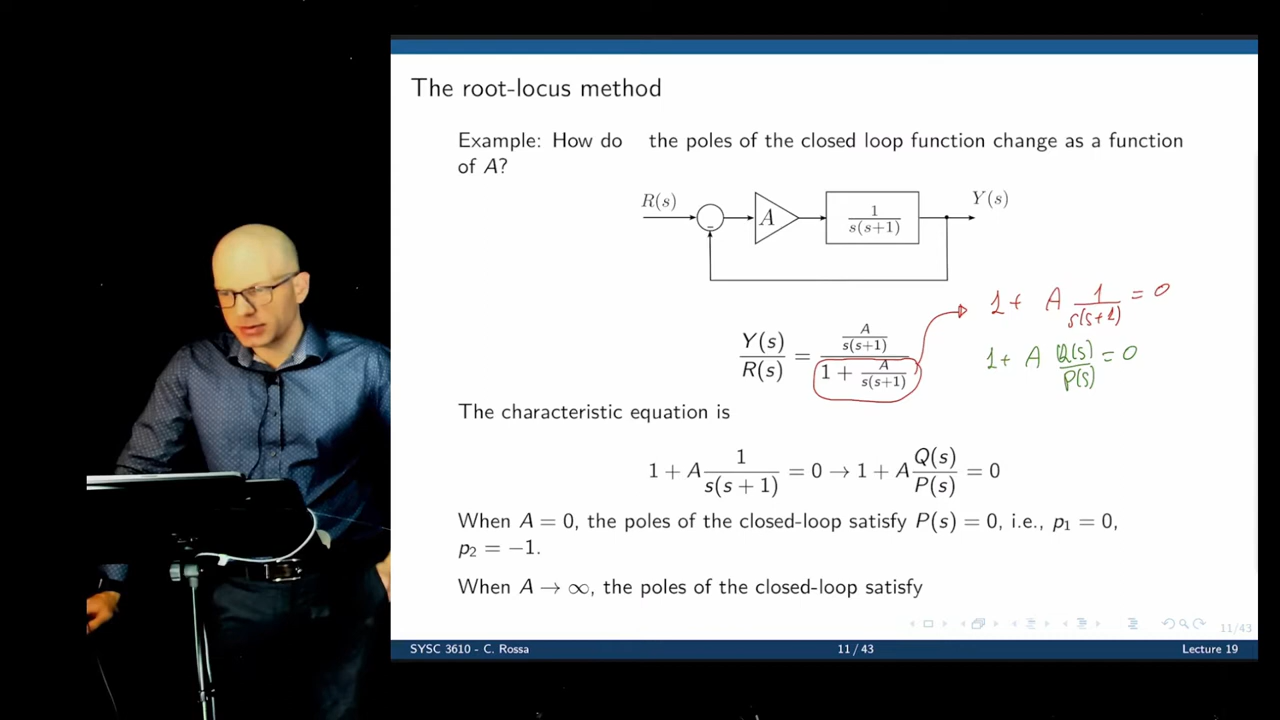 The root-locus method
Example: How do the poles of the closed loop function change as a function
of A?
R(s)
A
1
s(s+1)
Y(s)
-
1 + A 1/s(s+1) = 0
Y(s)/R(s) = A/s(s+1) / 1 + A/s(s+1)
1 + A Q(s)/P(s) = 0
The characteristic equation is
1 + A 1/s(s + 1) = 0 → 1 + A Q(s)/P(s) = 0
When A = 0, the poles of the closed-loop satisfy P(s) = 0, i.e., p₁ = 0,
p₂ = −1.
When A → ∞, the poles of the closed-loop satisfy
11/43
SYSC 3610 - C. Rossa
11 / 43
Lecture 19